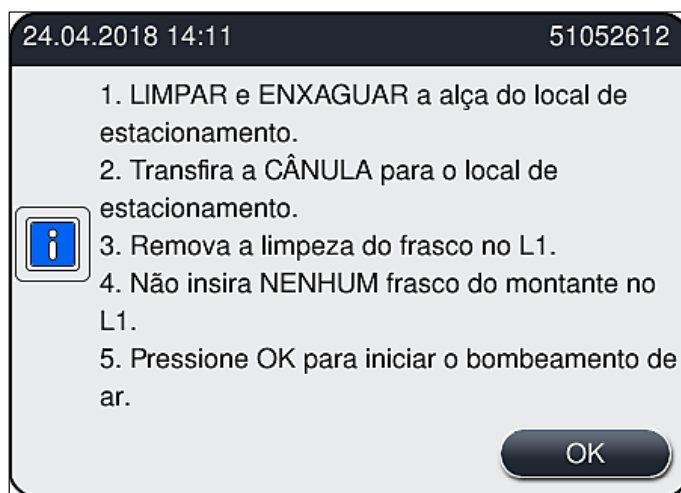 24.04.2018 14:11 51052612
1. LIMPAR e ENXAGUAR a alça do local de
estacionamento.
2. Transfira a CÂNULA para o local de
estacionamento.
3. Remova a limpeza do frasco no L1.
4. Não insira NENHUM frasco do montante no
L1.
5. Pressione OK para iniciar o bombeamento de
ar.
OK